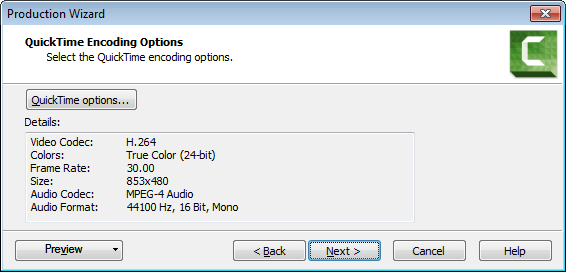 Production Wizard
QuickTime Encoding Options
Select the QuickTime encoding options.
QuickTime options...
Details:
Video Codec: H.264
Colors: True Color (24-bit)
Frame Rate: 30.00
Size: 853x480
Audio Codec: MPEG-4 Audio
Audio Format: 44100 Hz, 16 Bit, Mono
Preview < Back Next > Cancel Help